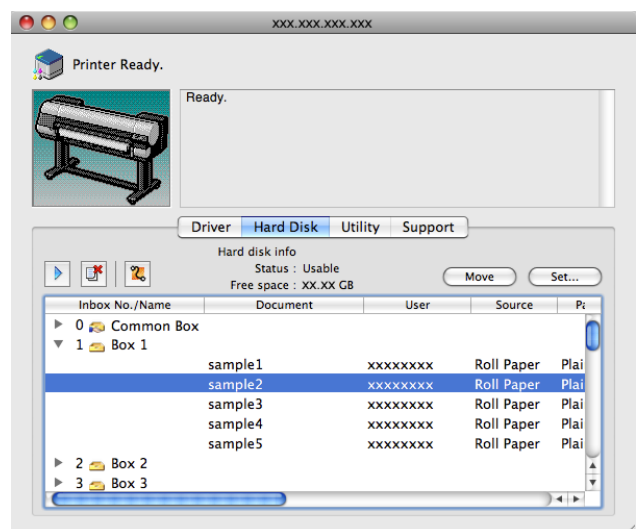 xxx.xxx.xxx.xxx
Printer Ready.
Ready.
Driver Hard Disk Utility Support
Hard disk info
Status : Usable
Free space : XX.XX GB
Move Set...
Inbox No./Name Document User Source Pa
0 Common Box
1 Box 1
sample1 xxxxxxxx Roll Paper Plai
sample2 xxxxxxxx Roll Paper Plai
sample3 xxxxxxxx Roll Paper Plai
sample4 xxxxxxxx Roll Paper Plai
sample5 xxxxxxxx Roll Paper Plai
2 Box 2
3 Box 3